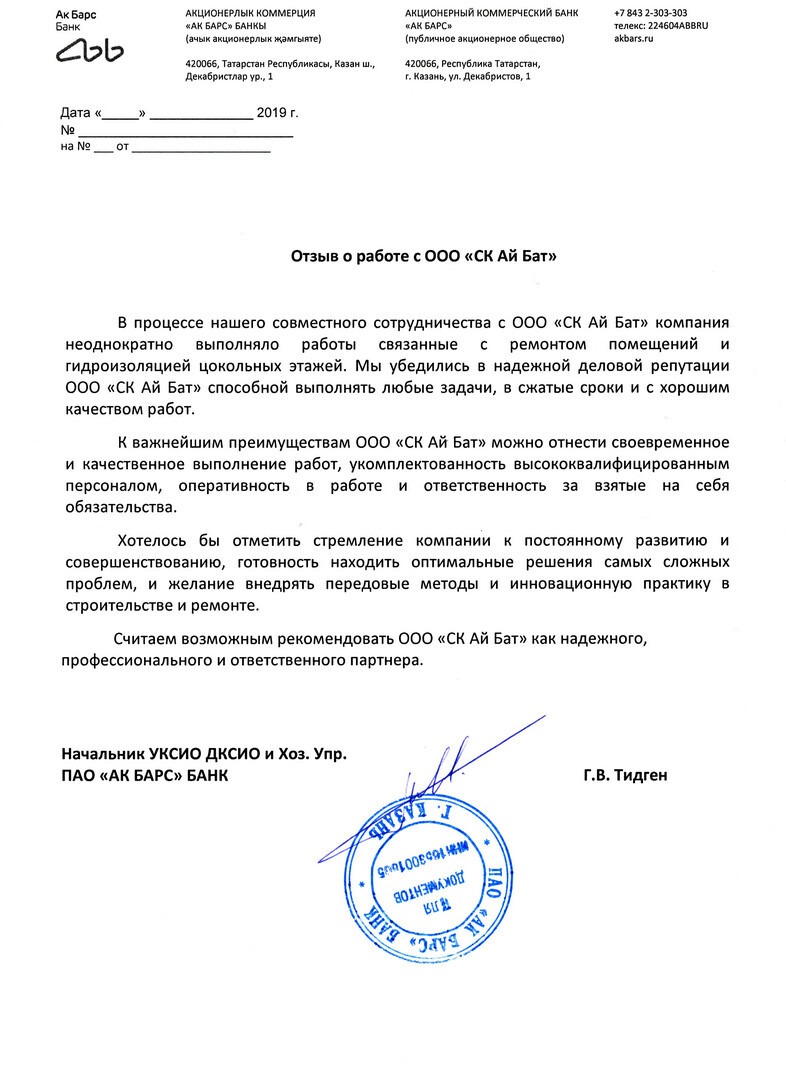 Ак Барс
Банк
АКЦИОНЕРЛЫК КОММЕРЦИЯ
«АК БАРС» БАНКЫ
(ачык акционерлык җәмгыяте)
420066, Татарстан Республикасы, Казан ш.,
Декабристлар ур., 1
АКЦИОНЕРНЫЙ КОММЕРЧЕСКИЙ БАНК
«АК БАРС»
(публичное акционерное общество)
420066, Республика Татарстан,
г. Казань, ул. Декабристов, 1
+7 843 2-303-303
телекс: 224604ABBRU
akbars.ru
Дата «_____» ______________ 2019 г.
№ _____________________________
на № ___ от ______________________
Отзыв о работе с ООО «СК Ай Бат»
В процессе нашего совместного сотрудничества с ООО «СК Ай Бат» компания
неоднократно выполняло работы связанные с ремонтом помещений и
гидроизоляцией цокольных этажей. Мы убедились в надежной деловой репутации
ООО «СК Ай Бат» способной выполнять любые задачи, в сжатые сроки и с хорошим
качеством работ.
К важнейшим преимуществам ООО «СК Ай Бат» можно отнести своевременное
и качественное выполнение работ, укомплектованность высококвалифицированным
персоналом, оперативность в работе и ответственность за взятые на себя
обязательства.
Хотелось бы отметить стремление компании к постоянному развитию и
совершенствованию, готовность находить оптимальные решения самых сложных
проблем, и желание внедрять передовые методы и инновационную практику в
строительстве и ремонте.
Считаем возможным рекомендовать ООО «СК Ай Бат» как надежного,
профессионального и ответственного партнера.
Начальник УКСИО ДКСИО и Хоз. Упр.
ПАО «АК БАРС» БАНК
Г.В. Тидген
ПАО «АК БАРС» БАНК
* Г. КАЗАНЬ *
ДЛЯ
ДОКУМЕНТОВ